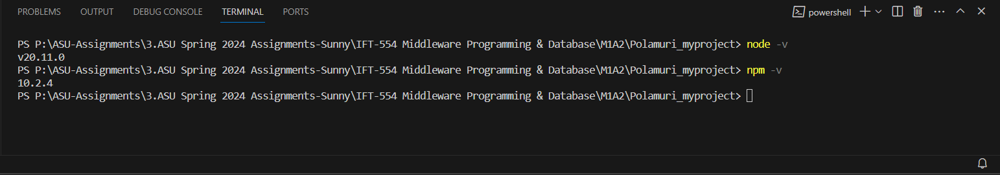 PROBLEMS OUTPUT DEBUG CONSOLE TERMINAL PORTS powershell
PS P:\ASU-Assignments\3.ASU Spring 2024 Assignments-Sunny\IFT-554 Middleware Programming & Database\M1A2\Polamuri_myproject> node -v
v20.11.0
PS P:\ASU-Assignments\3.ASU Spring 2024 Assignments-Sunny\IFT-554 Middleware Programming & Database\M1A2\Polamuri_myproject> npm -v
10.2.4
PS P:\ASU-Assignments\3.ASU Spring 2024 Assignments-Sunny\IFT-554 Middleware Programming & Database\M1A2\Polamuri_myproject>